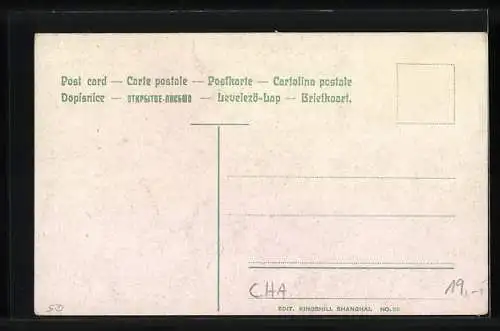 Post card — Carte postale — Postkarte — Cartolina postale
Dopisnice — ОТКРЫТОЕ-ПИСЬМО — Levelező-Lap — Briefkaart.
CHA
19,-
50
EDIT. KINGSHILL SHANGHAI. NO.